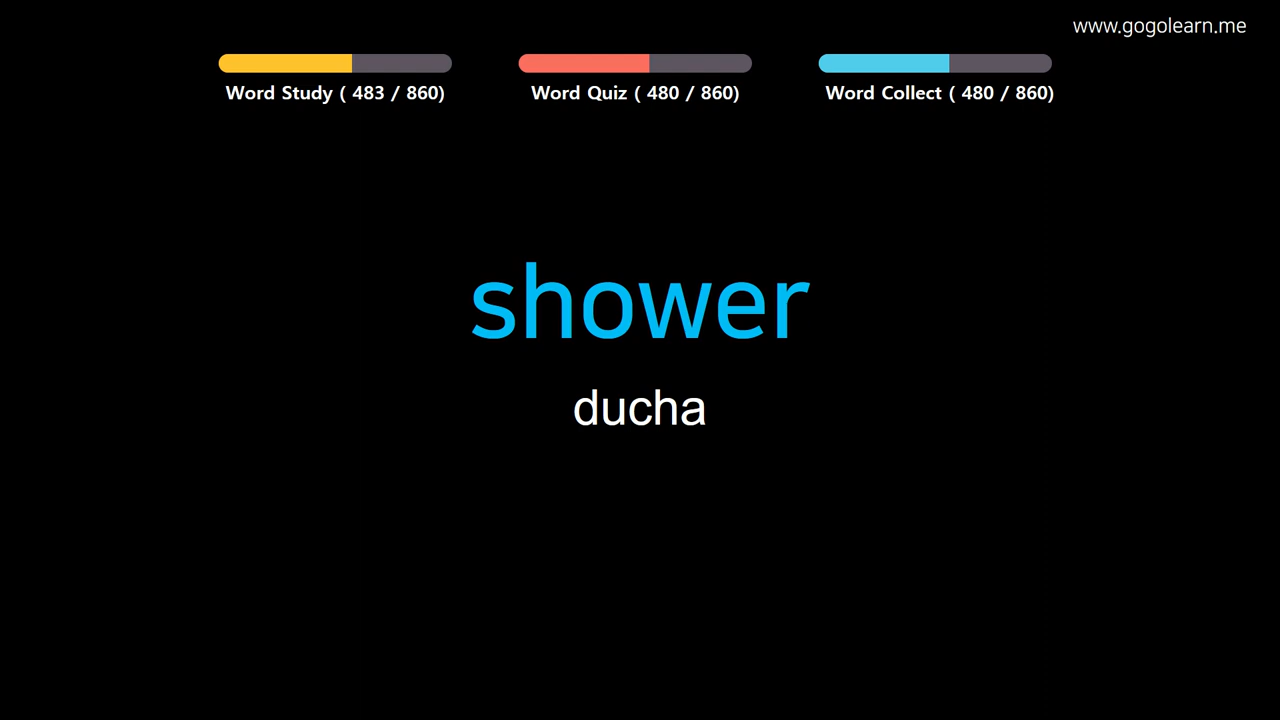 www.gogolearn.me
Word Study ( 483 / 860)
Word Quiz ( 480 / 860)
Word Collect ( 480 / 860)
shower
ducha